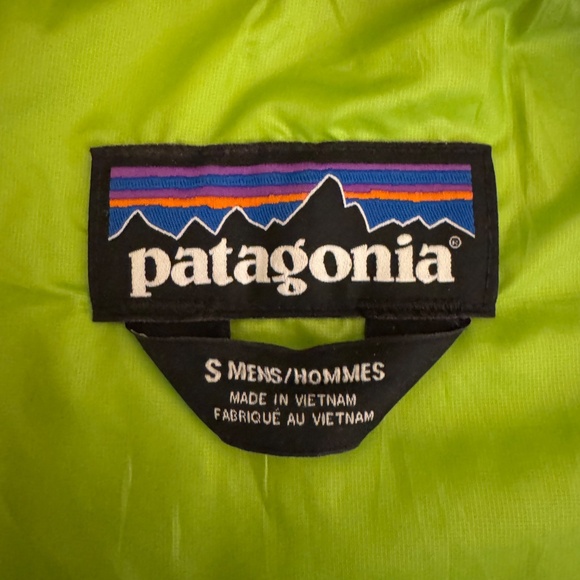 patagonia®
S MENS/HOMMES
MADE IN VIETNAM
FABRIQUÉ AU VIETNAM